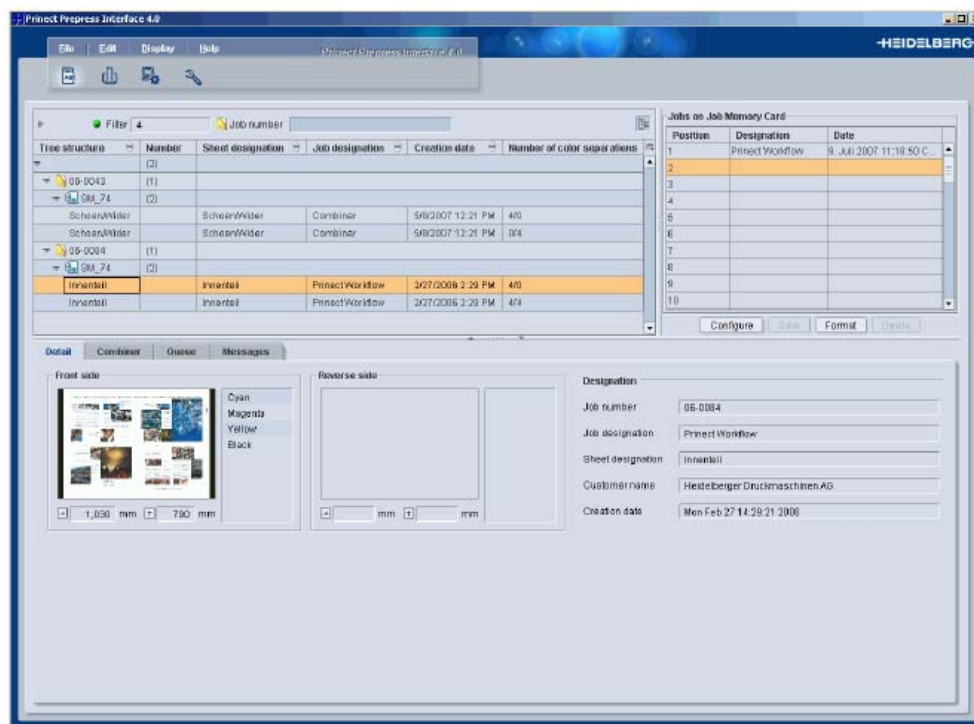 Prinect Prepress Interface 4.0
File Edit Display Help Prinect Prepress Interface 4.0
HEIDELBERG
Filter 4 Job number
Tree structure Number Sheet designation Job designation Creation date Number of color separations
(2)
06-0043 (1)
SM_74 (2)
SchoenWider SchoenWider Combiner 5/8/2007 12:21 PM 4/0
SchoenWider SchoenWider Combiner 5/8/2007 12:21 PM 0/4
06-0084 (1)
SM_74 (2)
Innenteil Innenteil Prinect Workflow 2/27/2006 2:29 PM 4/0
Innenteil Innenteil Prinect Workflow 2/27/2006 2:29 PM 4/4
Jobs on Job Memory Card
Position Designation Date
1 Prinect Workflow 9. Juli 2007 11:18:50 C...
2
3
4
5
6
7
8
9
10
Configure Save Format Delete
Detail Combiner Queue Messages
Front side
Cyan
Magenta
Yellow
Black
1,030 mm 790 mm
Reverse side
mm mm
Designation
Job number 06-0084
Job designation Prinect Workflow
Sheet designation Innenteil
Customer name Heidelberger Druckmaschinen AG
Creation date Mon Feb 27 14:29:21 2006